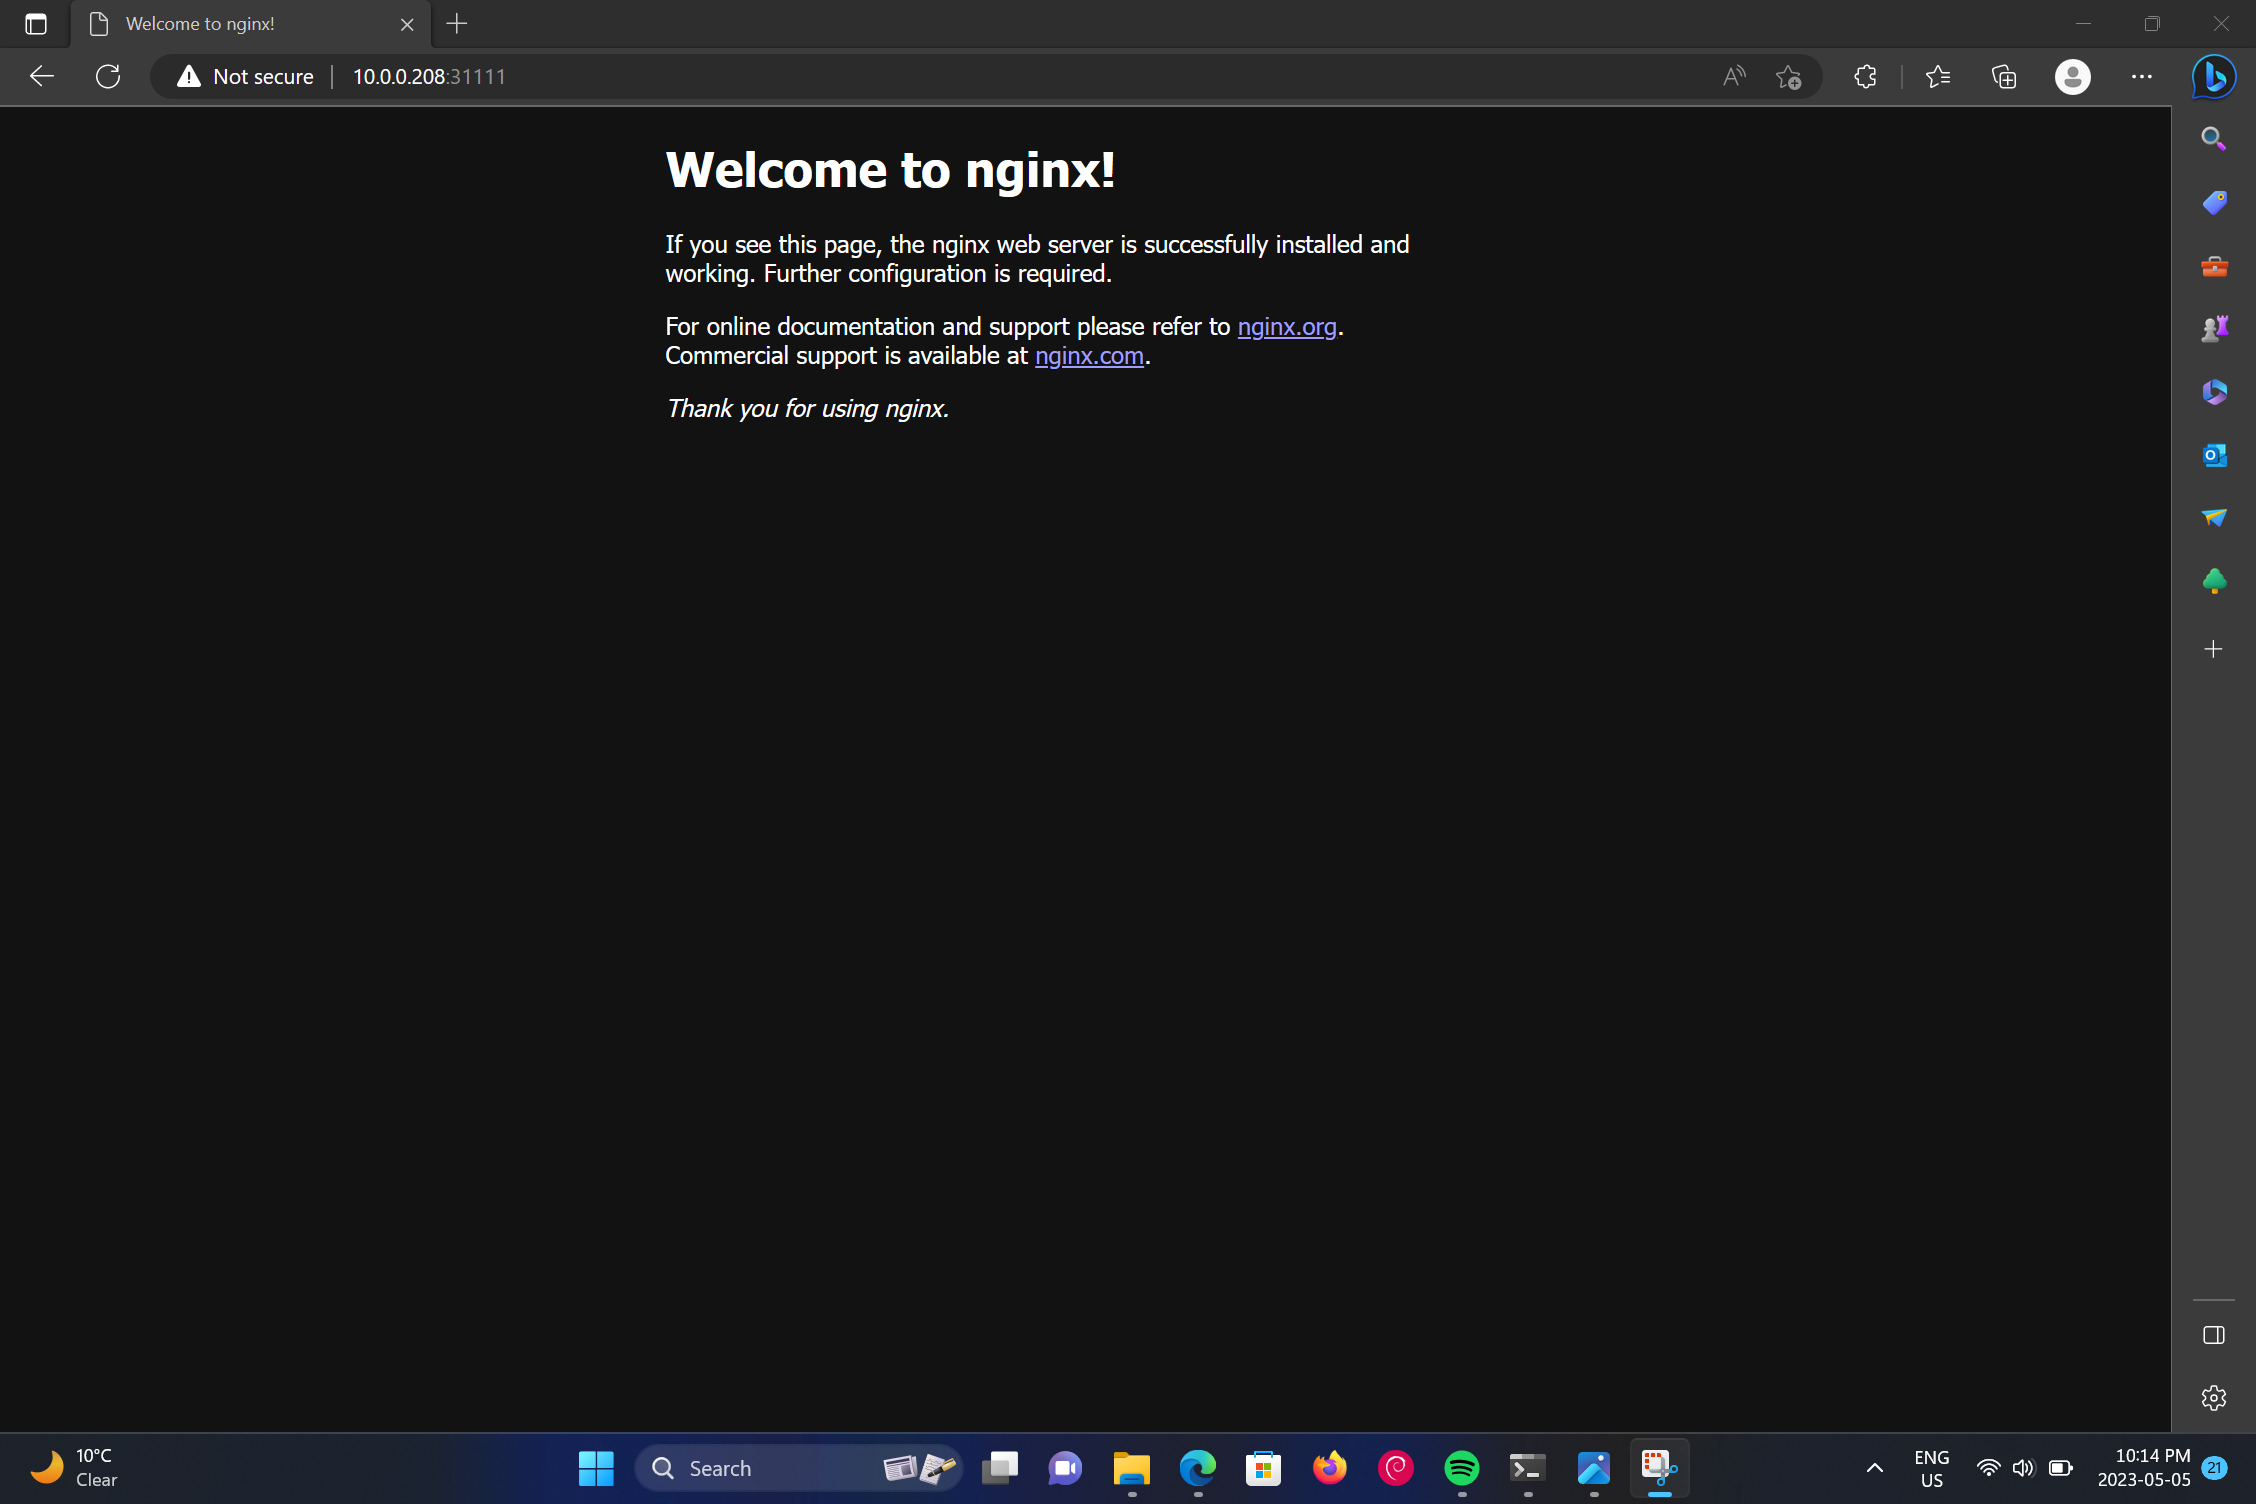 Welcome to nginx!
Not secure
10.0.0.208:31111
Welcome to nginx!
If you see this page, the nginx web server is successfully installed and
working. Further configuration is required.
For online documentation and support please refer to nginx.org.
Commercial support is available at nginx.com.
Thank you for using nginx.
10°C
Clear
Search
ENG
US
10:14 PM
2023-05-05
21